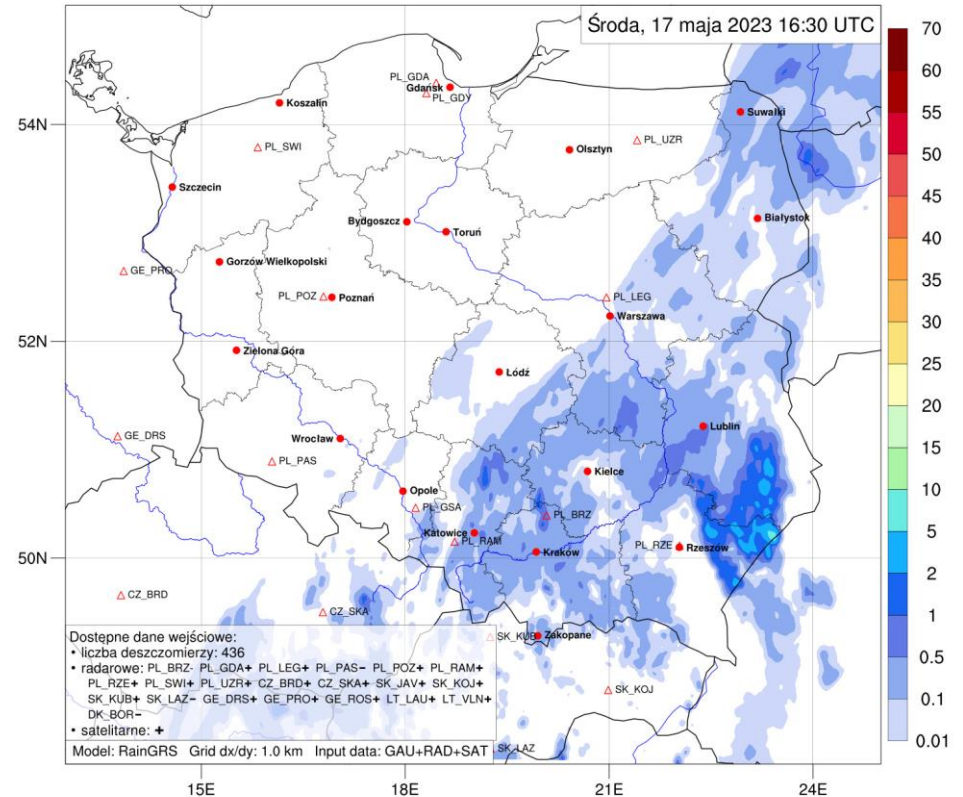 Środa, 17 maja 2023 16:30 UTC
70
60
55
50
45
40
35
30
25
20
15
10
5
2
1
0.5
0.1
0.01
54N
52N
50N
15E
18E
21E
24E
PL_GDA
Gdańsk
PL_GDY
Koszalin
Suwałki
PL_SWI
Olsztyn
PL_UZR
Szczecin
Bydgoszcz
Toruń
Białystok
Gorzów Wielkopolski
GE_PRO
PL_POZ
Poznań
PL_LEG
Warszawa
Zielona Góra
Łódź
GE_DRS
Wrocław
Lublin
PL_PAS
Kielce
Opole
PL_GSA
PL_BRZ
Katowice
PL_RAM
Kraków
PL_RZE
Rzeszów
CZ_BRD
CZ_SKA
SK_KUB
Zakopane
SK_KOJ
SK_LAZ
Dostępne dane wejściowe:
• liczba deszczomierzy: 436
• radarowe: PL_BRZ- PL_GDA+ PL_LEG+ PL_PAS− PL_POZ+ PL_RAM+
PL_RZE+ PL_SWI+ PL_UZR+ CZ_BRD+ CZ_SKA+ SK_JAV+ SK_KOJ+
SK_KUB+ SK_LAZ− GE_DRS+ GE_PRO+ GE_ROS+ LT_LAU+ LT_VLN+
DK_BOR−
• satelitarne: +
Model: RainGRS Grid dx/dy: 1.0 km Input data: GAU+RAD+SAT